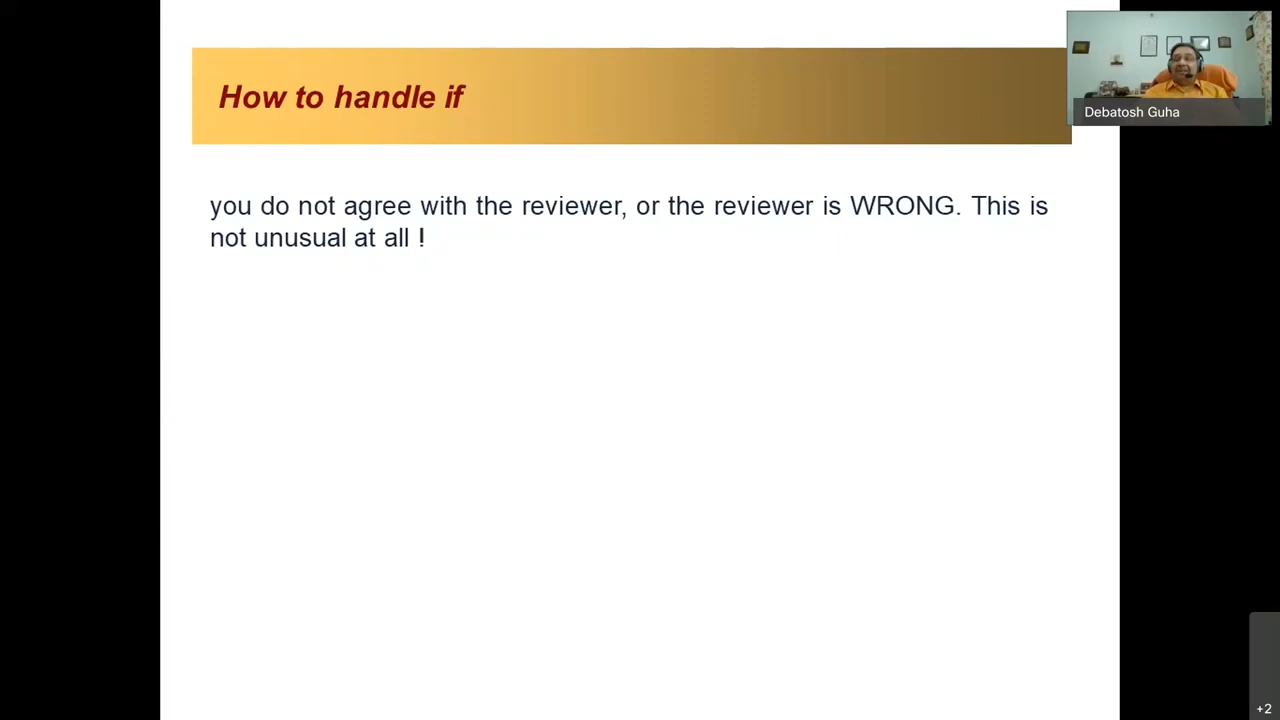 How to handle if
Debatosh Guha
you do not agree with the reviewer, or the reviewer is WRONG. This is
not unusual at all !
+2